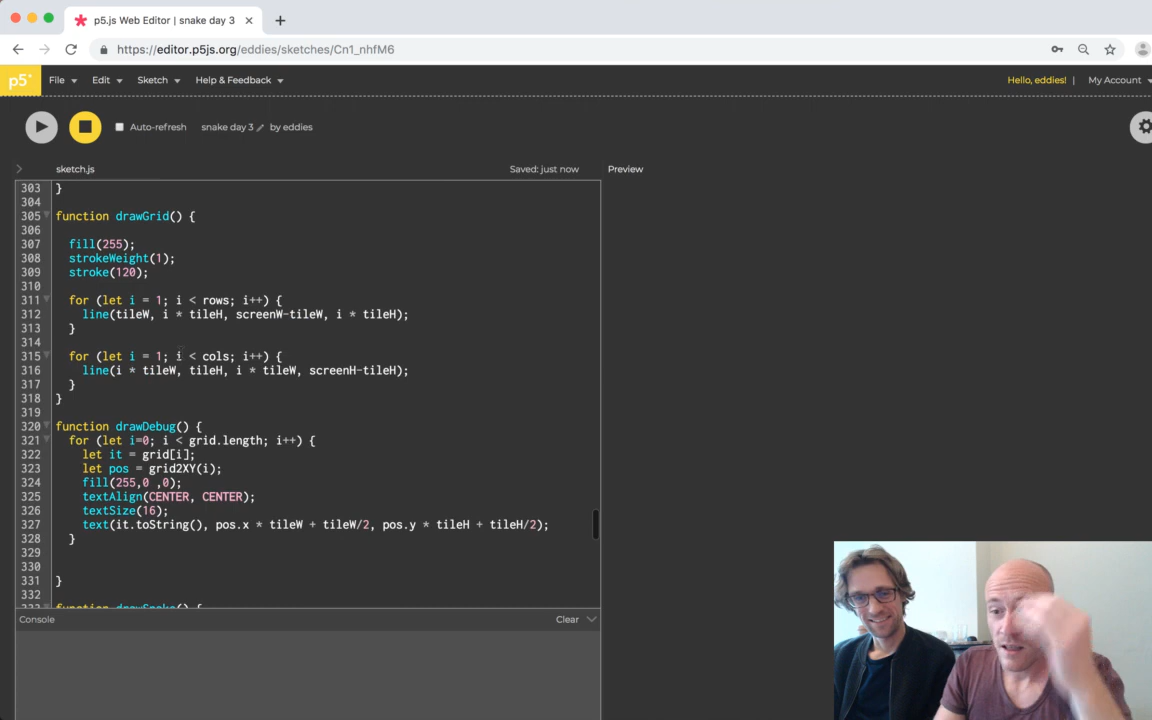 p5.js Web Editor | snake day 3
https://editor.p5js.org/eddies/sketches/Cn1_nhfM6
p5*
File
Edit
Sketch
Help & Feedback
Hello, eddies!
|
My Account
Auto-refresh
snake day 3
by eddies
sketch.js
Saved: just now
Preview
303 }
304
305 function drawGrid() {
306
307 fill(255);
308 strokeWeight(1);
309 stroke(120);
310
311 for (let i = 1; i < rows; i++) {
312 line(tileW, i * tileH, screenW-tileW, i * tileH);
313 }
314
315 for (let i = 1; i < cols; i++) {
316 line(i * tileW, tileH, i * tileW, screenH-tileH);
317 }
318 }
319
320 function drawDebug() {
321 for (let i=0; i < grid.length; i++) {
322 let it = grid[i];
323 let pos = grid2XY(i);
324 fill(255,0 ,0);
325 textAlign(CENTER, CENTER);
326 textSize(16);
327 text(it.toString(), pos.x * tileW + tileW/2, pos.y * tileH + tileH/2);
328 }
329
330
331 }
332
333 function drawSnake() {
Console
Clear